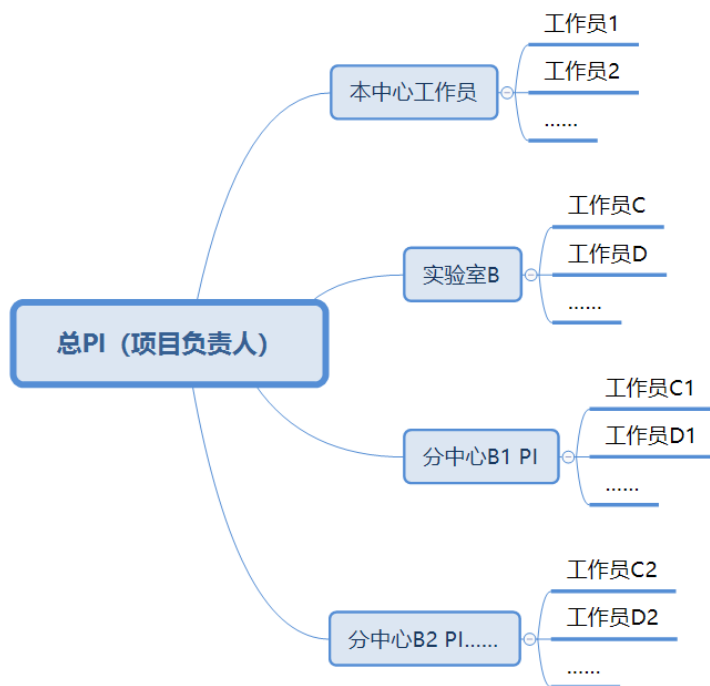 工作员1
工作员2
......
本中心工作员
工作员C
工作员D
......
实验室B
总PI（项目负责人）
工作员C1
工作员D1
......
分中心B1 PI
工作员C2
工作员D2
......
分中心B2 PI......